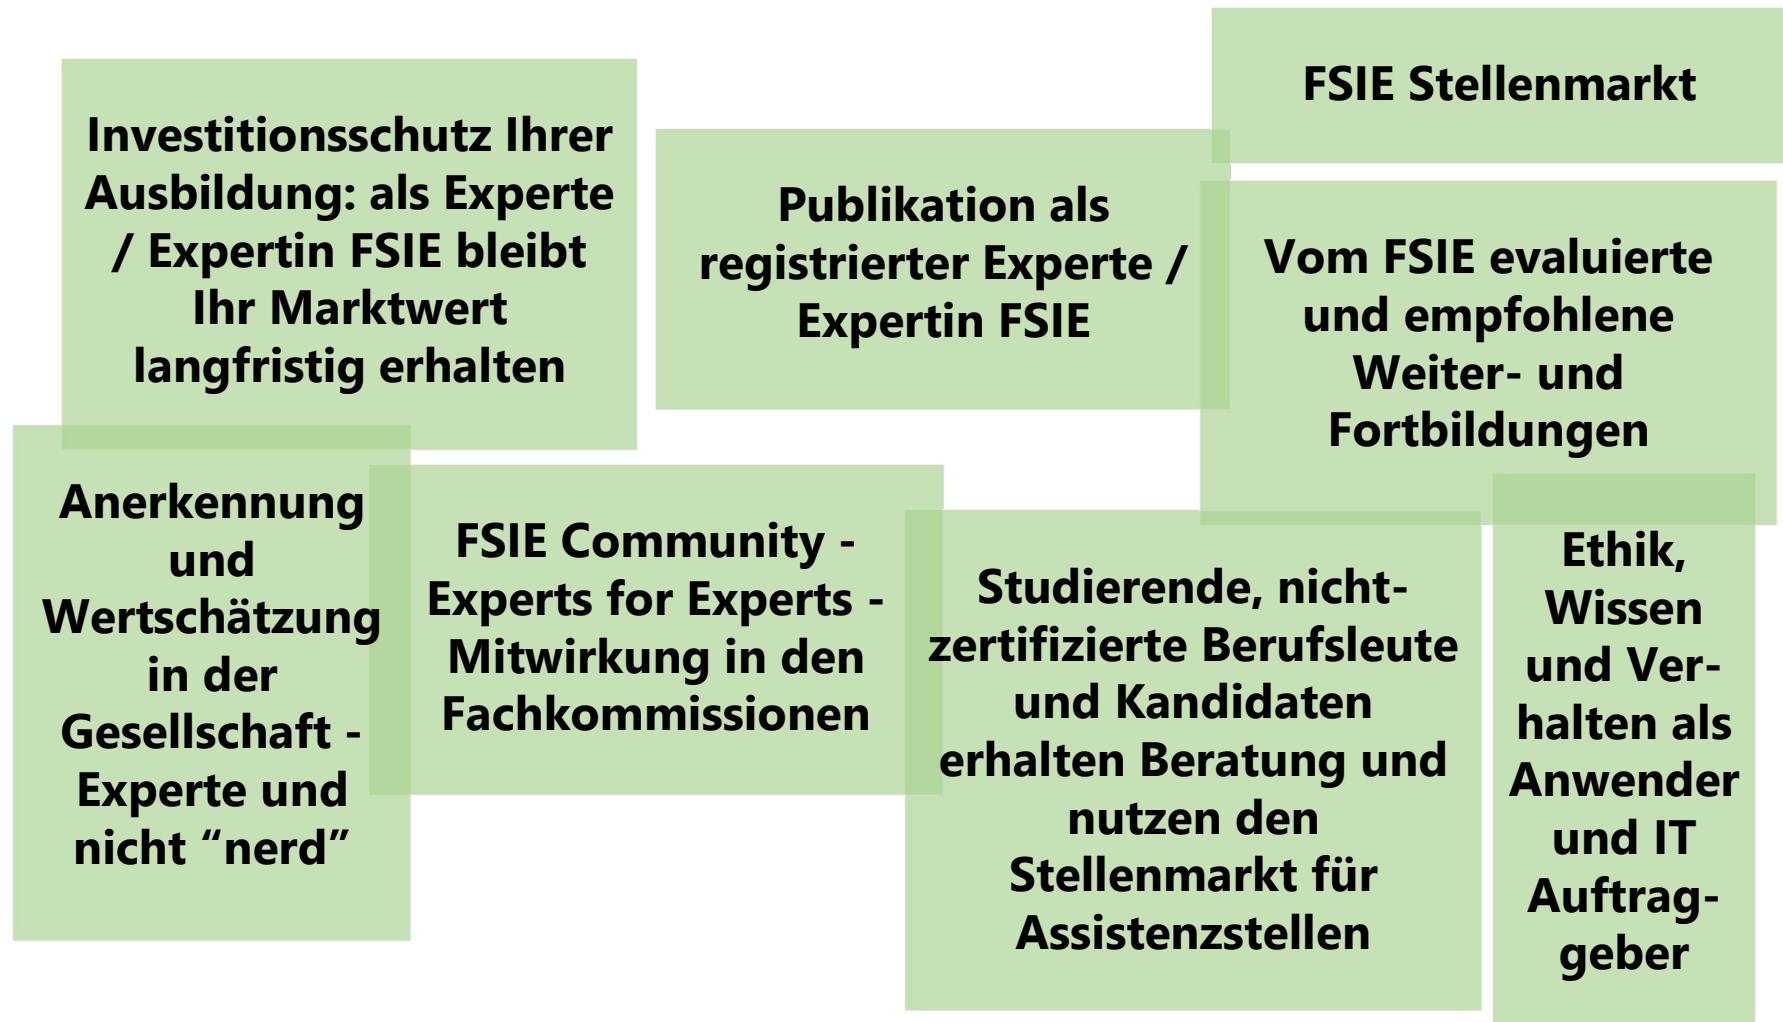 Investitionsschutz Ihrer
Ausbildung: als Experte
/ Expertin FSIE bleibt
Ihr Marktwert
langfristig erhalten
Publikation als
registrierter Experte /
Expertin FSIE
FSIE Stellenmarkt
Vom FSIE evaluierte
und empfohlene
Weiter- und
Fortbildungen
Anerkennung
und
Wertschätzung
in der
Gesellschaft -
Experte und
nicht “nerd”
FSIE Community -
Experts for Experts -
Mitwirkung in den
Fachkommissionen
Studierende, nicht-
zertifizierte Berufsleute
und Kandidaten
erhalten Beratung und
nutzen den
Stellenmarkt für
Assistenzstellen
Ethik,
Wissen
und Ver-
halten als
Anwender
und IT
Auftrag-
geber